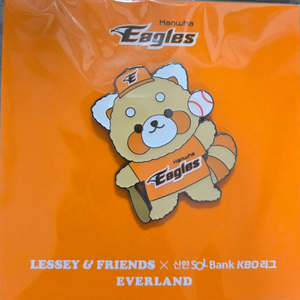 Hanwha
Eagles
E
Hanwha
Eagles
LESSEY & FRIENDS × 신한 SOL Bank KBO 리그
EVERLAND